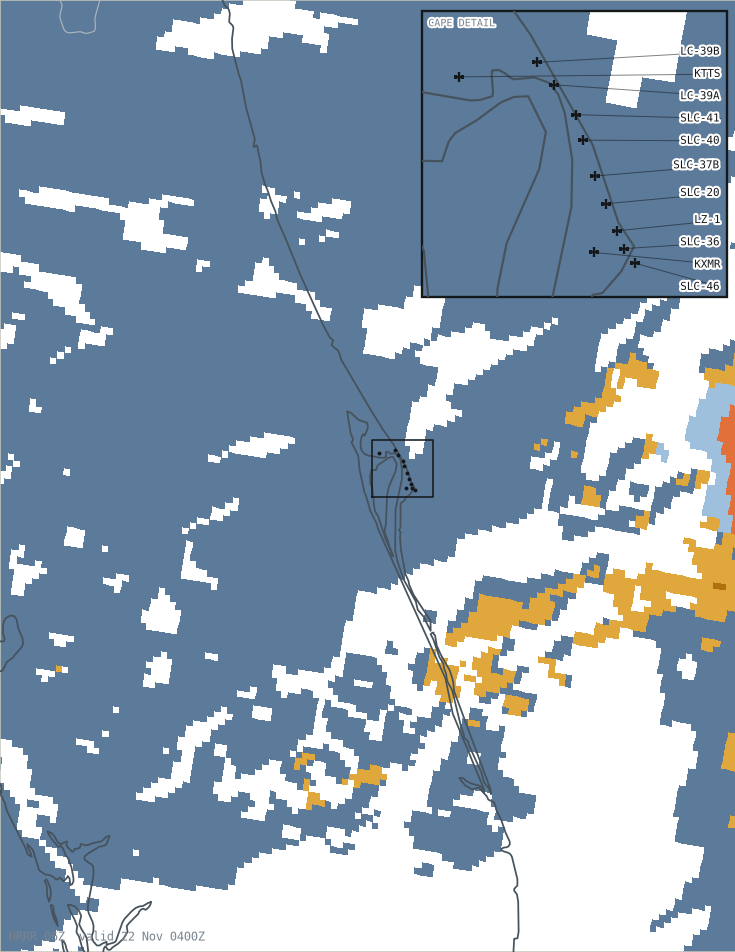 CAPE DETAIL
LC-39B
KTTS
LC-39A
SLC-41
SLC-40
SLC-37B
SLC-20
LZ-1
SLC-36
KXMR
SLC-46
valid 22 Nov 0400Z